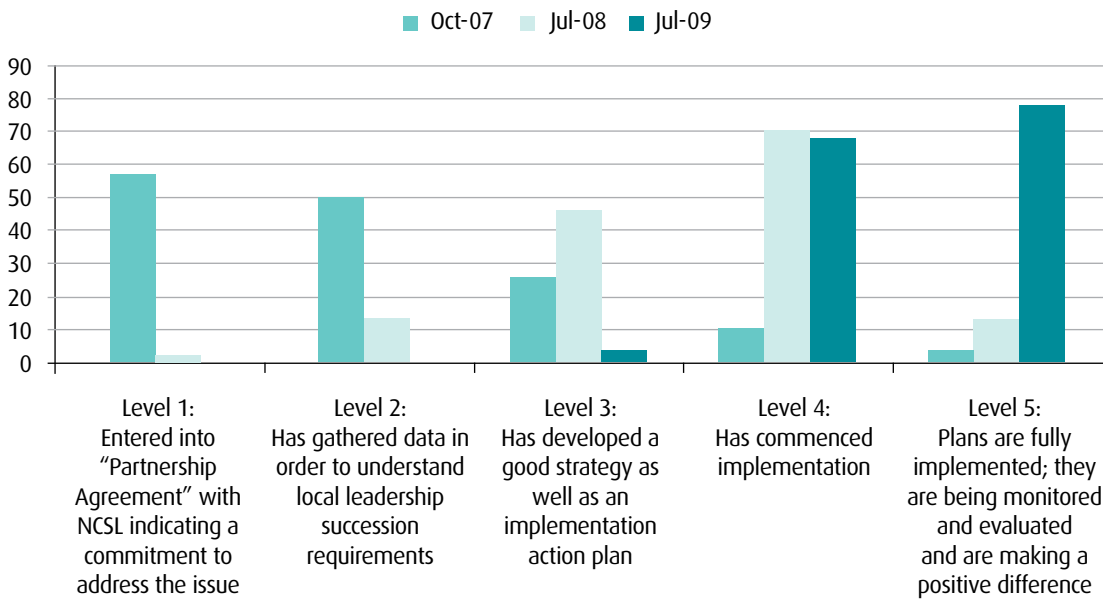 Oct-07 Jul-08 Jul-09
90
80
70
60
50
40
30
20
10
0
Level 1:
Entered into
“Partnership
Agreement” with
NCSL indicating a
commitment to
address the issue
Level 2:
Has gathered data in
order to understand
local leadership
succession
requirements
Level 3:
Has developed a
good strategy as
well as an
implementation
action plan
Level 4:
Has commenced
implementation
Level 5:
Plans are fully
implemented; they
are being monitored
and evaluated
and are making a
positive difference